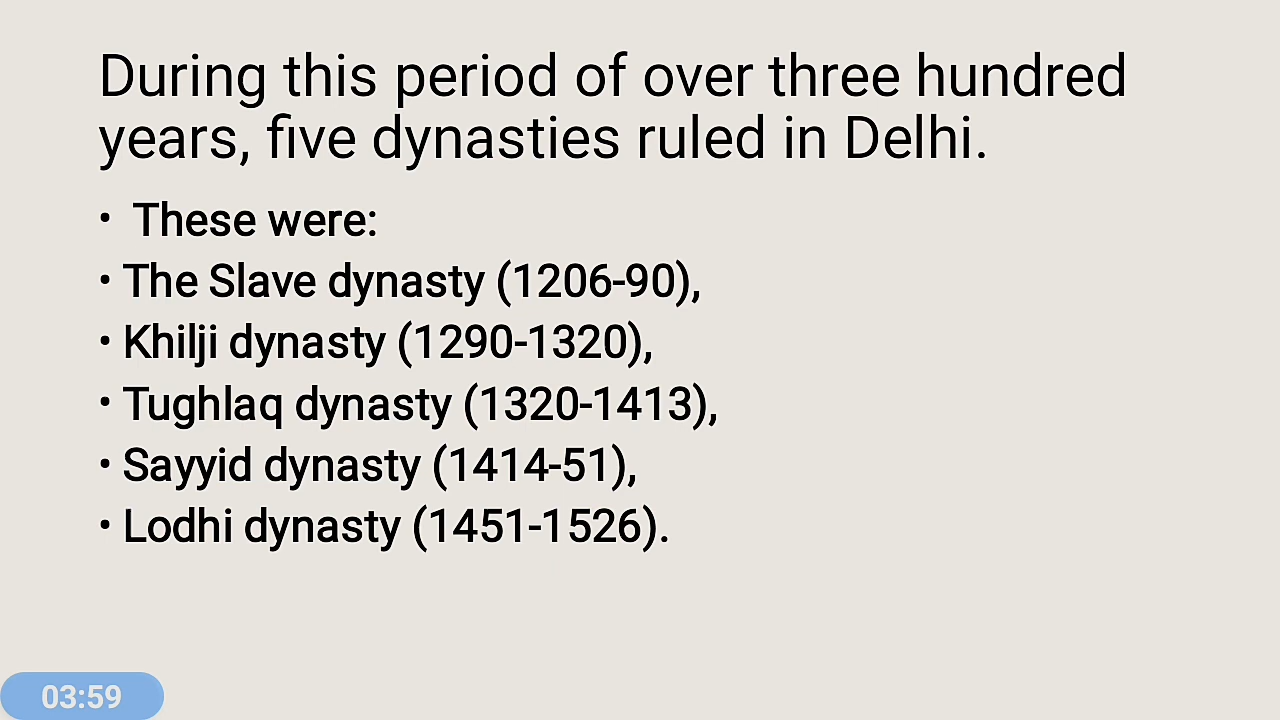 During this period of over three hundred
years, five dynasties ruled in Delhi.
• These were:
• The Slave dynasty (1206-90),
• Khilji dynasty (1290-1320),
• Tughlaq dynasty (1320-1413),
• Sayyid dynasty (1414-51),
• Lodhi dynasty (1451-1526).
03:59